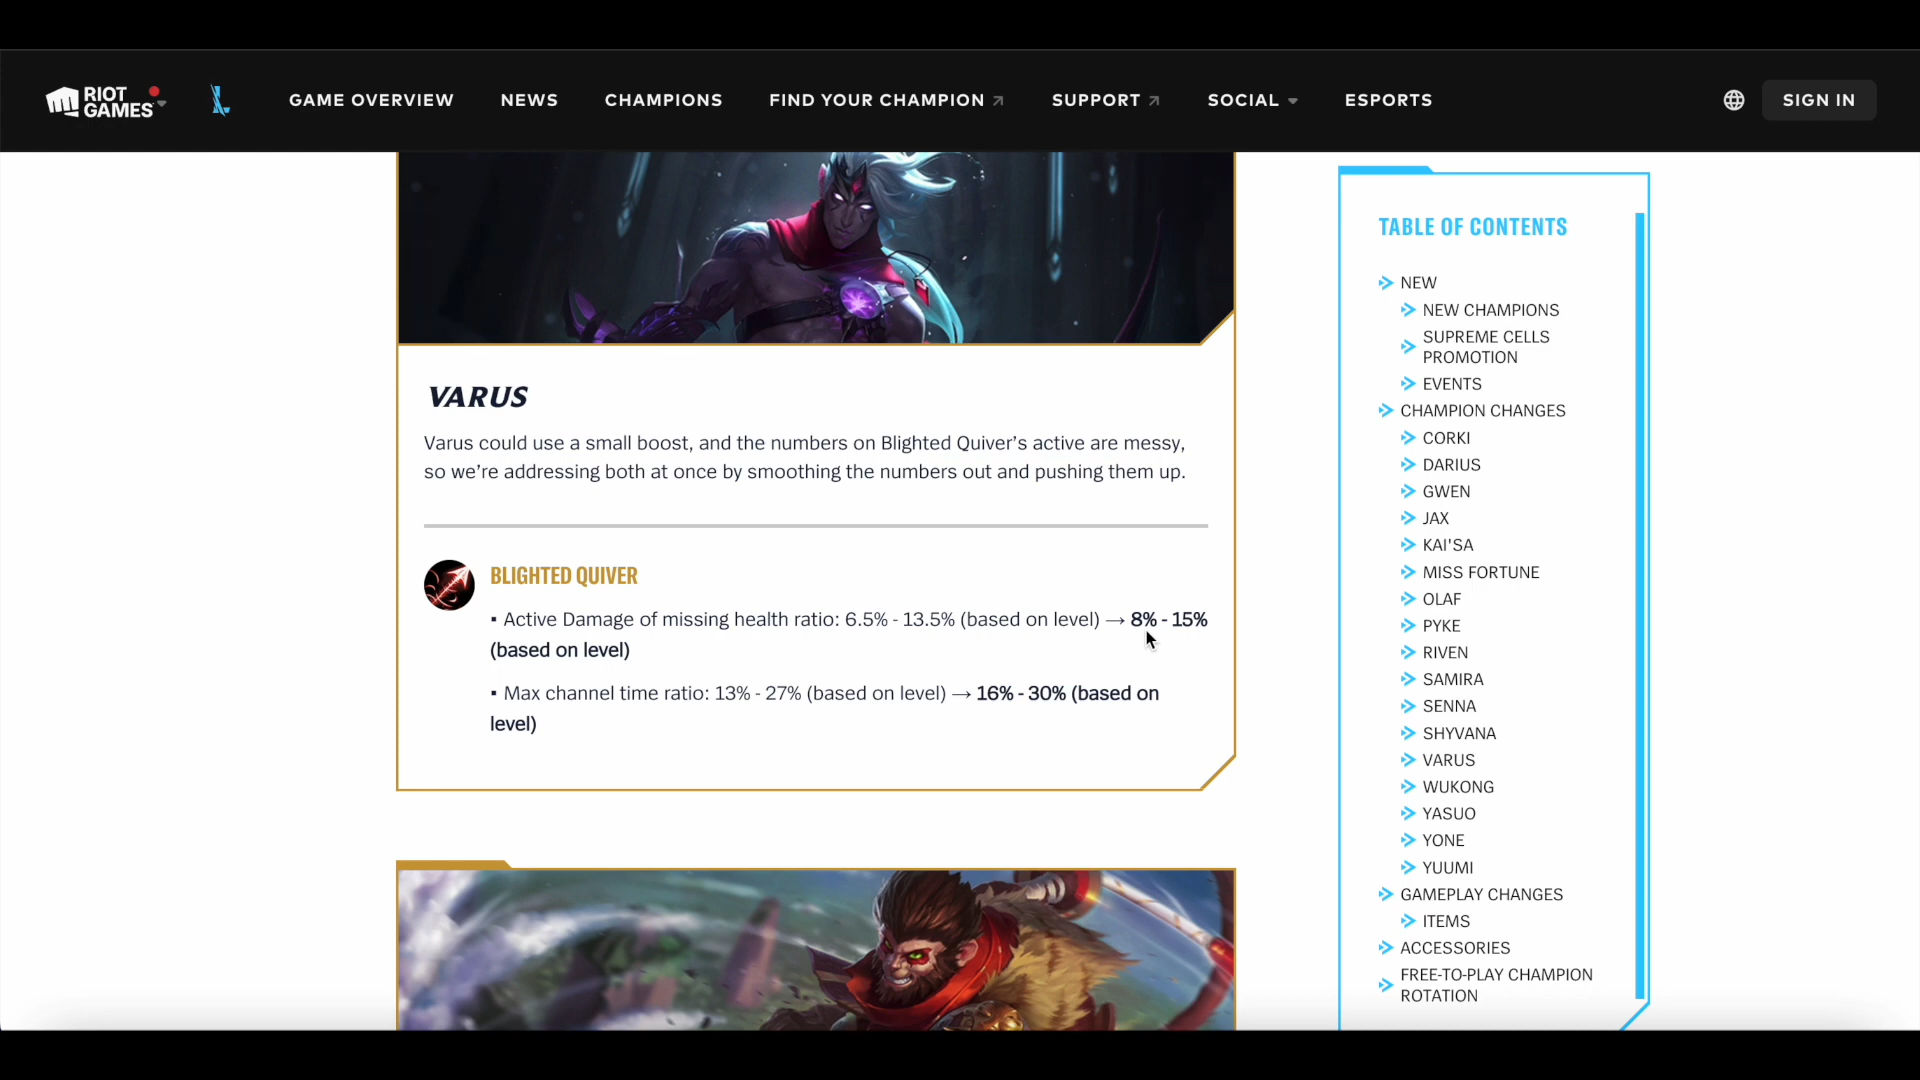 RIOT
GAMES
GAME OVERVIEW
NEWS
CHAMPIONS
FIND YOUR CHAMPION
SUPPORT
SOCIAL
ESPORTS
SIGN IN
VARUS
Varus could use a small boost, and the numbers on Blighted Quiver’s active are messy,
so we’re addressing both at once by smoothing the numbers out and pushing them up.
BLIGHTED QUIVER
▪ Active Damage of missing health ratio: 6.5% - 13.5% (based on level) → 8% - 15%
(based on level)
▪ Max channel time ratio: 13% - 27% (based on level) → 16% - 30% (based on
level)
TABLE OF CONTENTS
NEW
NEW CHAMPIONS
SUPREME CELLS
PROMOTION
EVENTS
CHAMPION CHANGES
CORKI
DARIUS
GWEN
JAX
KAI'SA
MISS FORTUNE
OLAF
PYKE
RIVEN
SAMIRA
SENNA
SHYVANA
VARUS
WUKONG
YASUO
YONE
YUUMI
GAMEPLAY CHANGES
ITEMS
ACCESSORIES
FREE-TO-PLAY CHAMPION
ROTATION